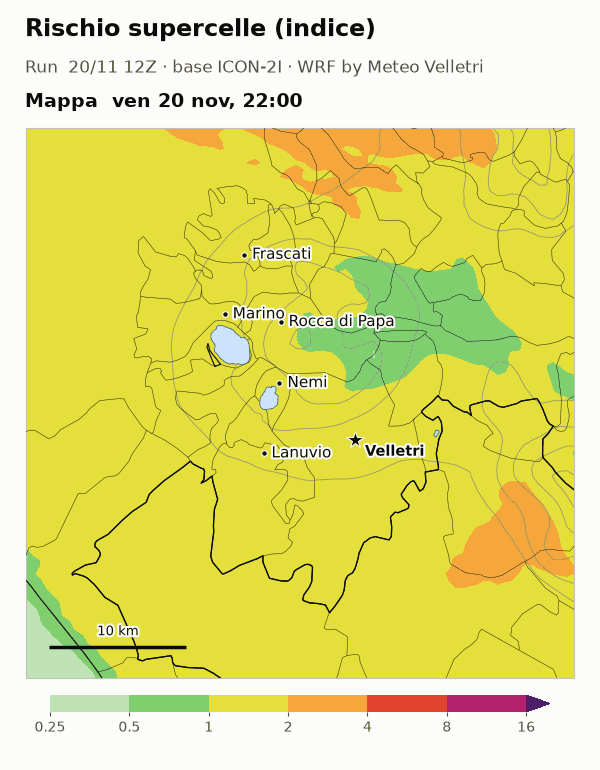 Rischio supercelle (indice)
Run 20/11 12Z · base ICON-2I · WRF by Meteo Velletri
Mappa ven 20 nov, 22:00
Frascati
Marino
Rocca di Papa
Nemi
Velletri
Lanuvio
10 km
0.25 0.5 1 2 4 8 16